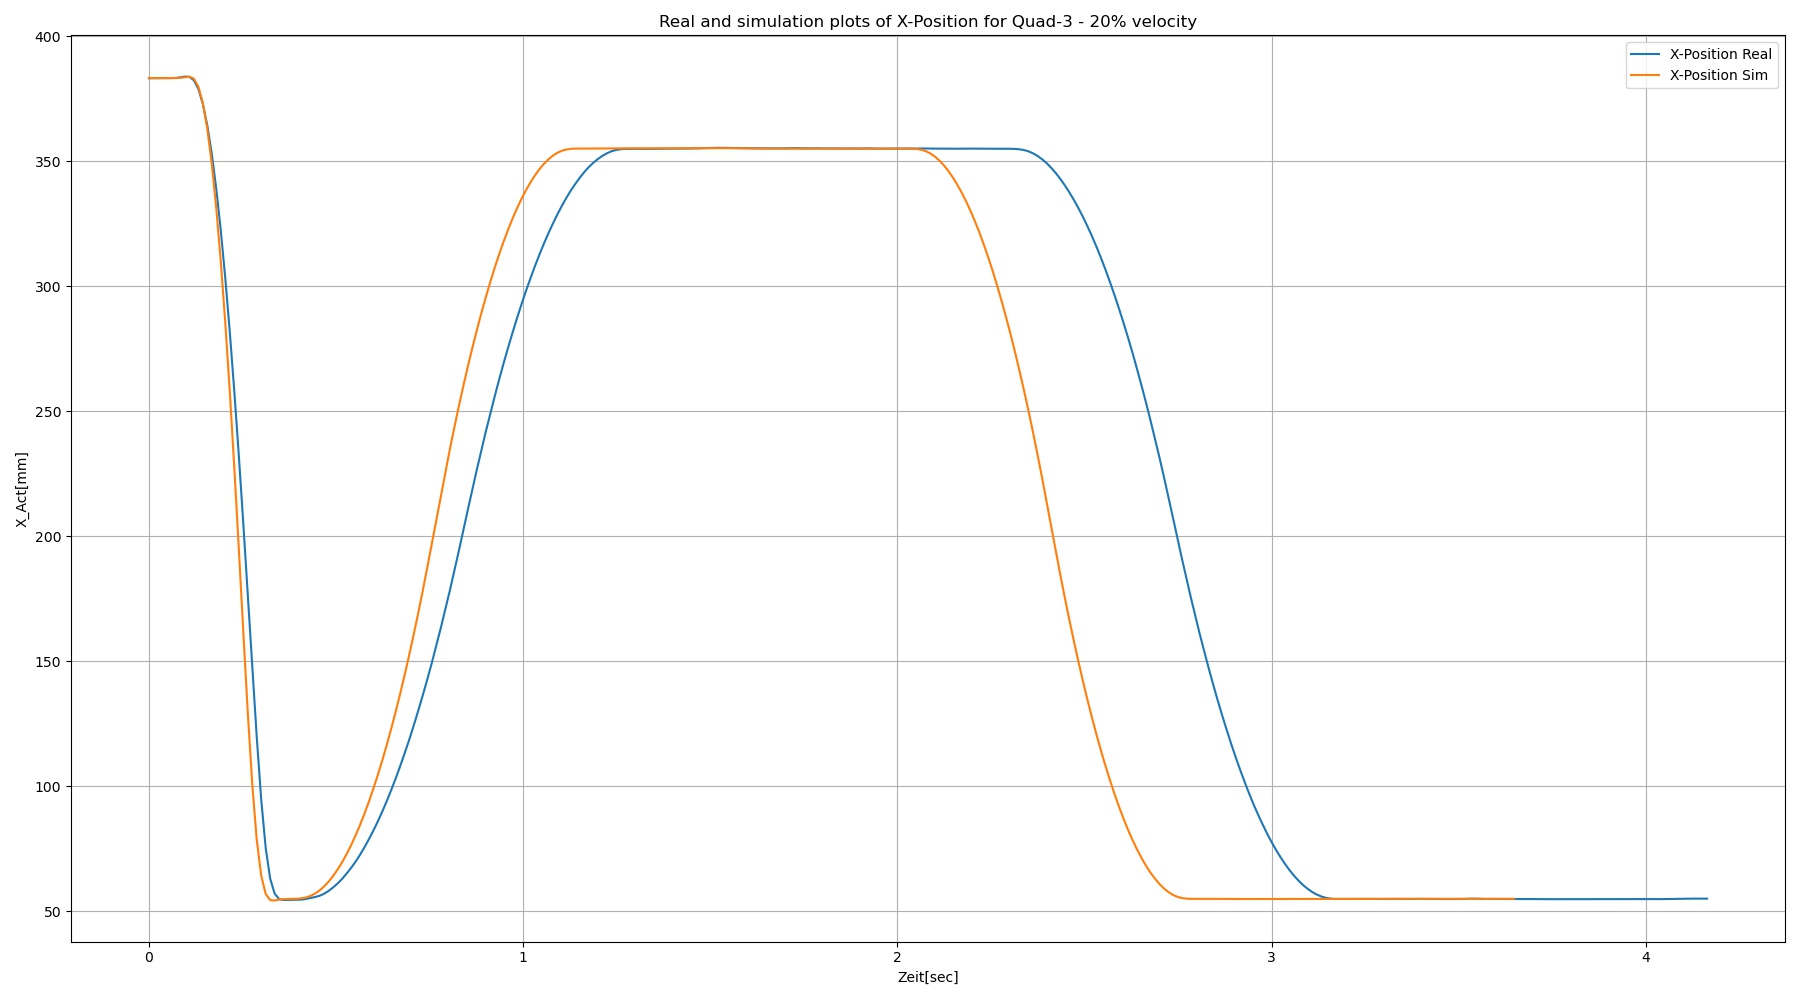 Real and simulation plots of X-Position for Quad-3 - 20% velocity
X-Position Real
X-Position Sim
X_Act[mm]
400
350
300
250
200
150
100
50
0
1
2
3
4
Zeit[sec]